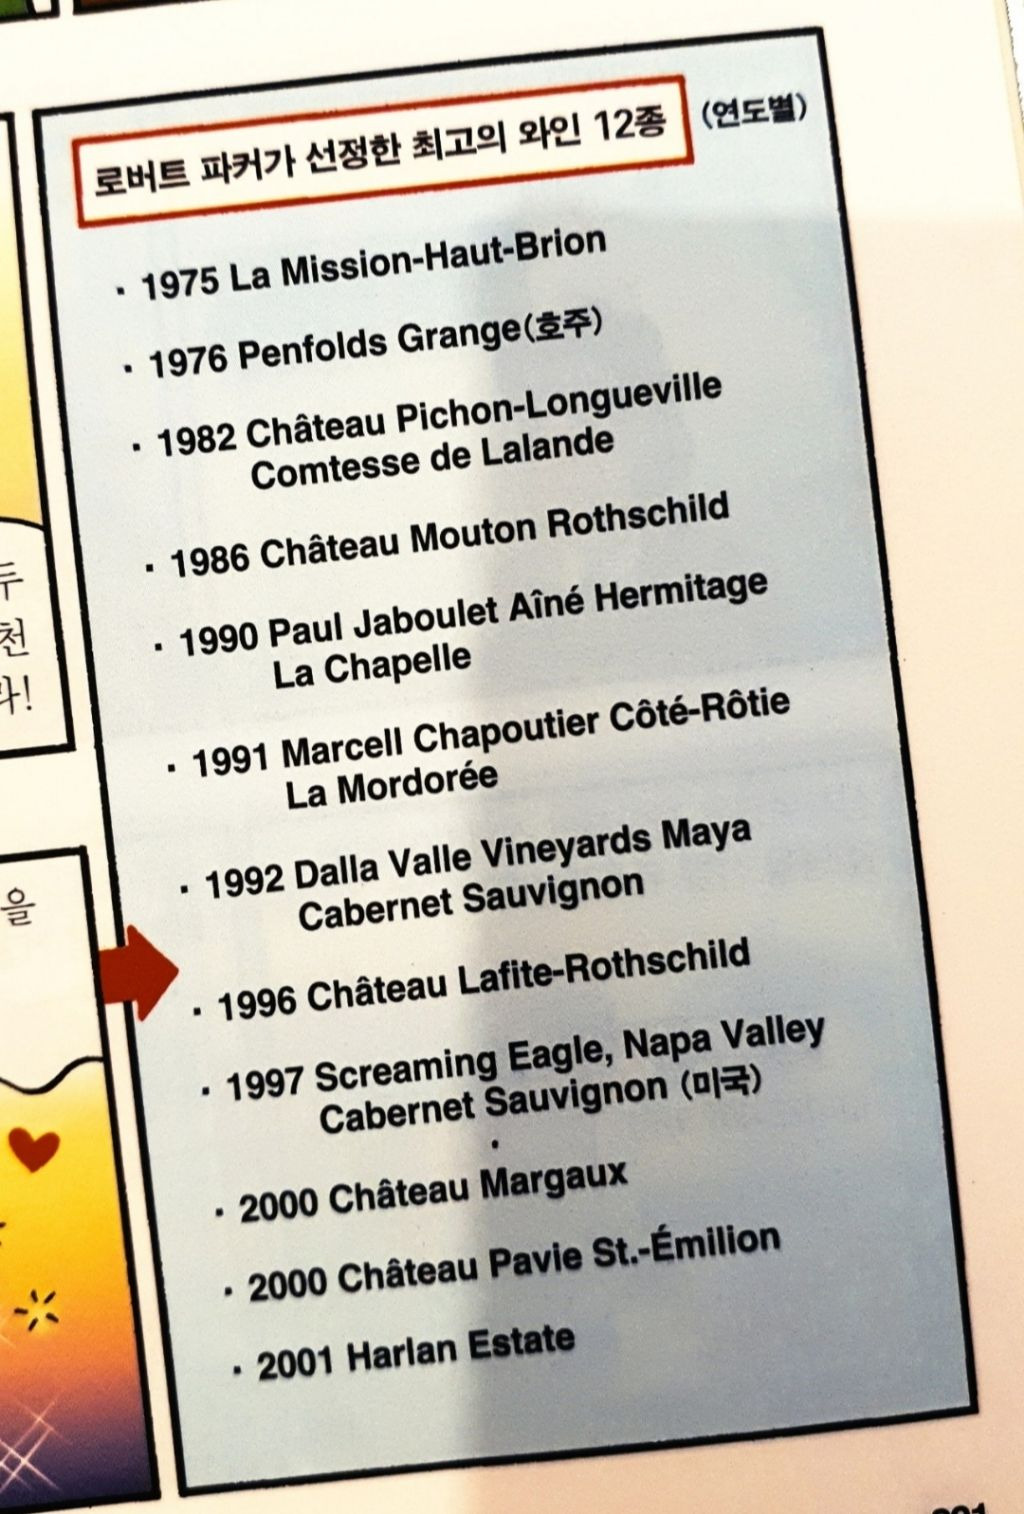 로버트 파커가 선정한 최고의 와인 12종 (연도별)
· 1975 La Mission-Haut-Brion
· 1976 Penfolds Grange(호주)
· 1982 Château Pichon-Longueville
Comtesse de Lalande
· 1986 Château Mouton Rothschild
· 1990 Paul Jaboulet Aîné Hermitage
La Chapelle
· 1991 Marcell Chapoutier Côté-Rôtie
La Mordorée
· 1992 Dalla Valle Vineyards Maya
Cabernet Sauvignon
· 1996 Château Lafite-Rothschild
· 1997 Screaming Eagle, Napa Valley
Cabernet Sauvignon (미국)
· 2000 Château Margaux
· 2000 Château Pavie St.-Émilion
· 2001 Harlan Estate
천
을